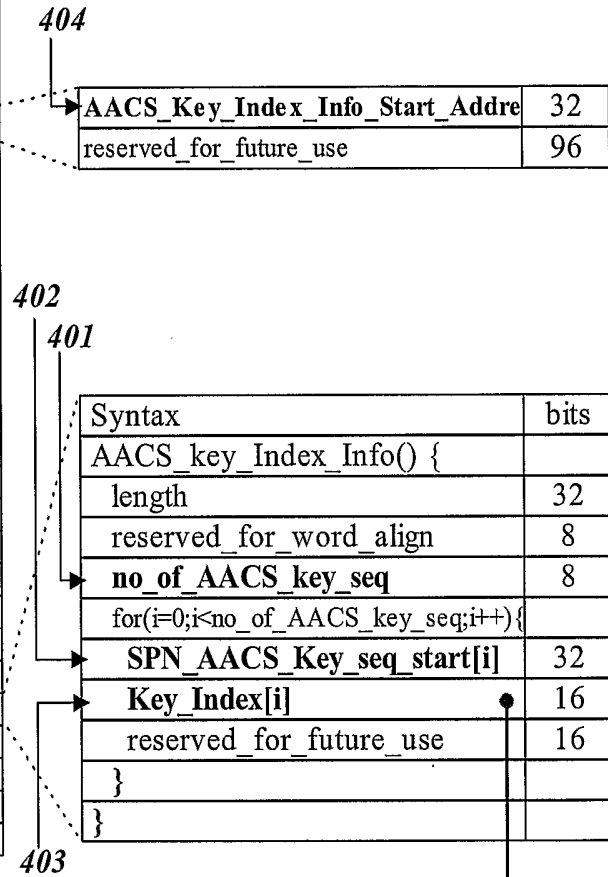 404
AACS_Key_Index_Info_Start_Addre 32
reserved_for_future_use 96
402
401
Syntax bits
AACS_key_Index_Info() {
length 32
reserved_for_word_align 8
no_of_AACS_key_seq 8
for(i=0;i<no_of_AACS_key_seq;i++){
SPN_AACS_Key_seq_start[i] 32
Key_Index[i] 16
reserved_for_future_use 16
}
}
403